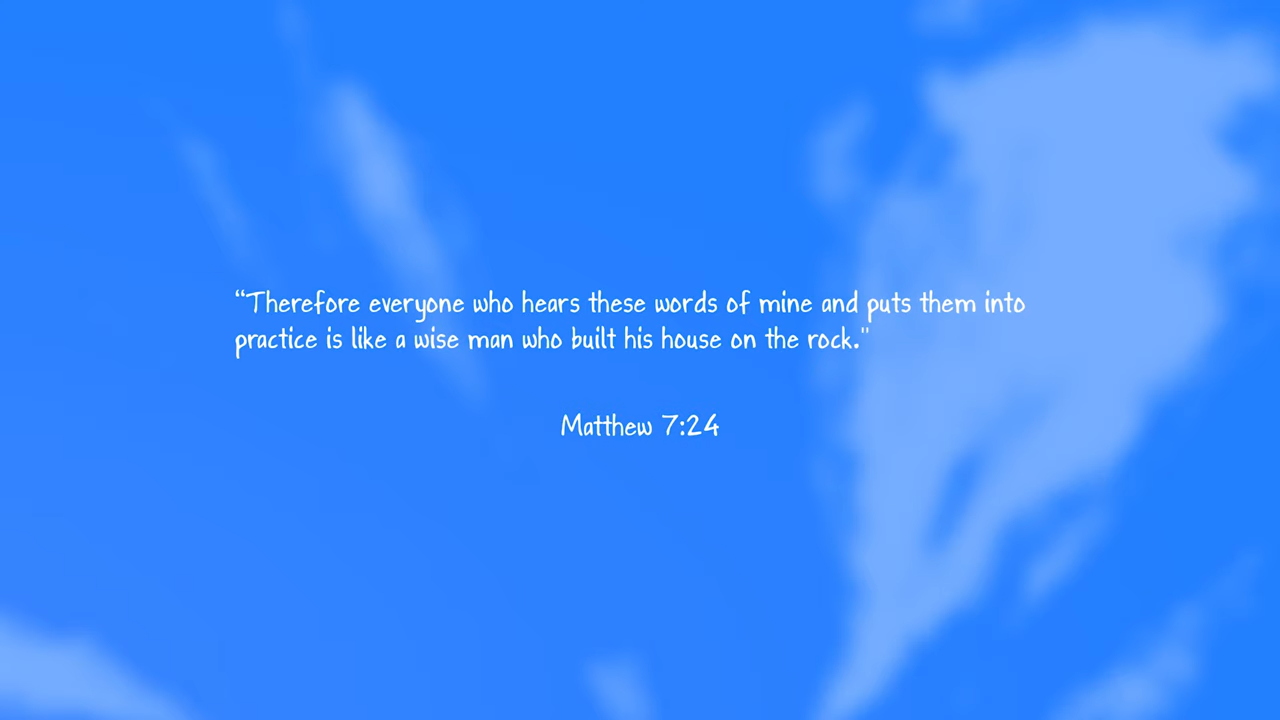 “Therefore everyone who hears these words of mine and puts them into
practice is like a wise man who built his house on the rock."
Matthew 7:24